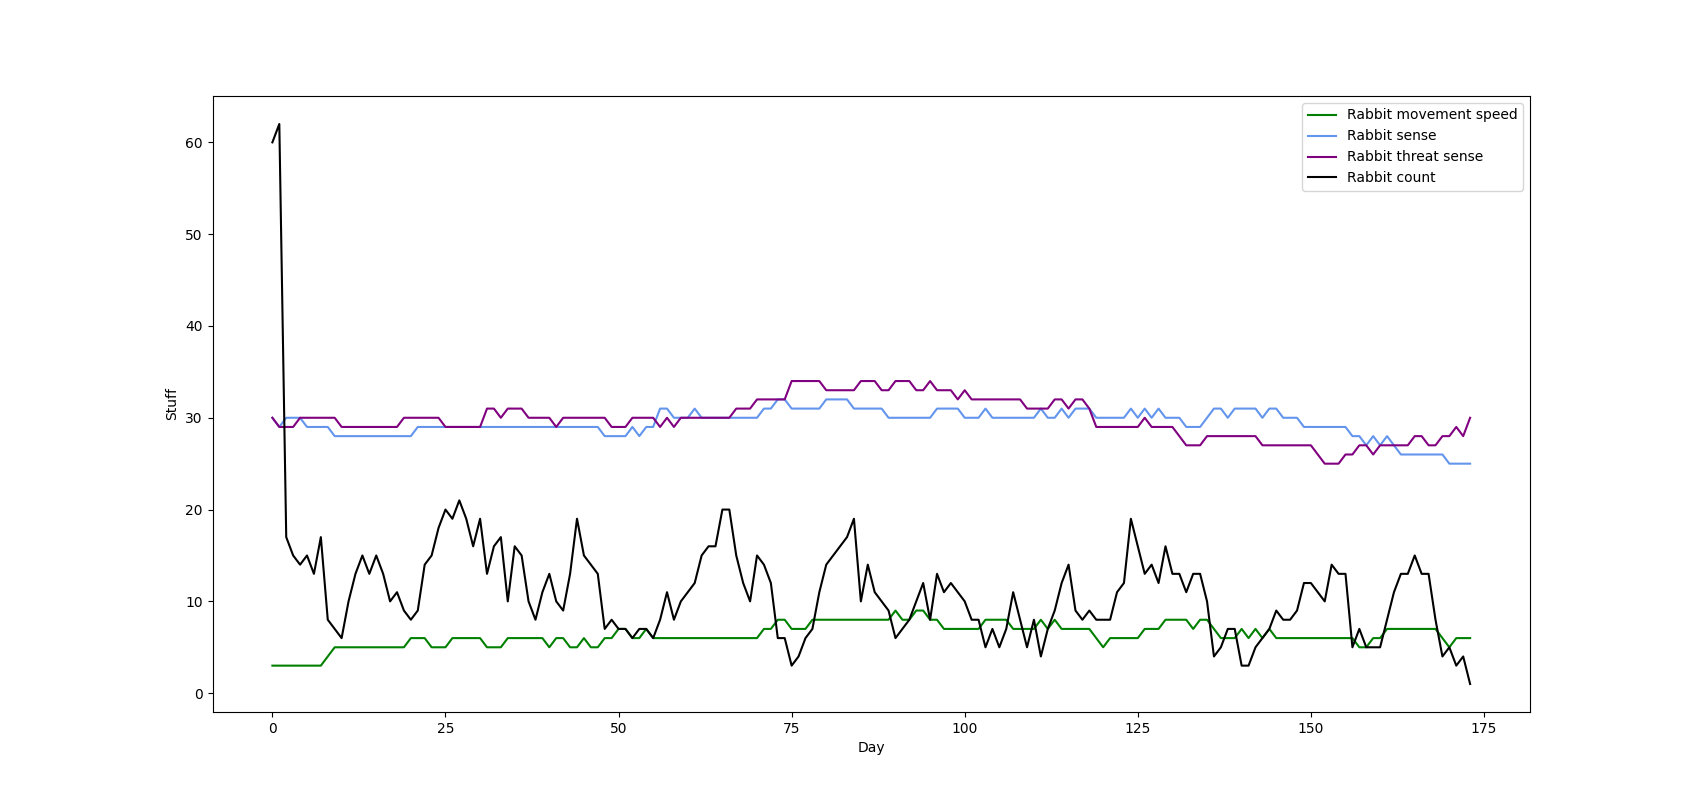 Rabbit movement speed
Rabbit sense
Rabbit threat sense
Rabbit count
60
50
40
30
20
10
0
Stuff
0 25 50 75 100 125 150 175
Day